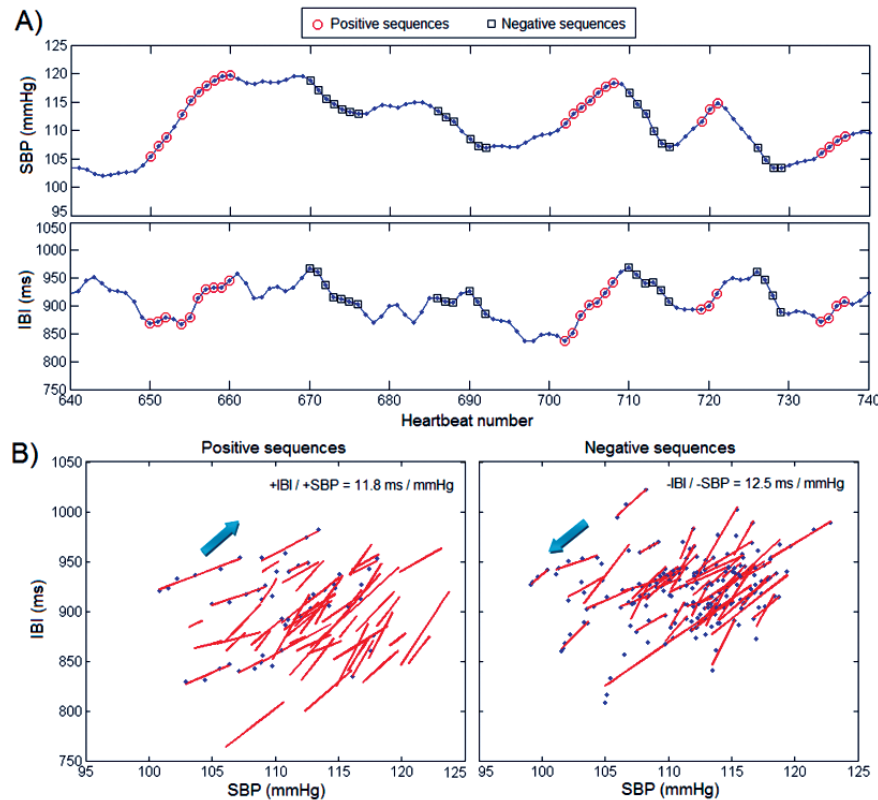 A)
Positive sequences Negative sequences
125
120
115
110
105
100
95
SBP (mmHg)
1050
1000
950
900
850
800
750
IBI (ms)
640 650 660 670 680 690 700 710 720 730 740
Heartbeat number
B)
Positive sequences
1050
1000
950
900
850
800
750
IBI (ms)
+IBI / +SBP = 11.8 ms / mmHg
95 100 105 110 115 120 125
SBP (mmHg)
Negative sequences
-IBI / -SBP = 12.5 ms / mmHg
95 100 105 110 115 120 125
SBP (mmHg)